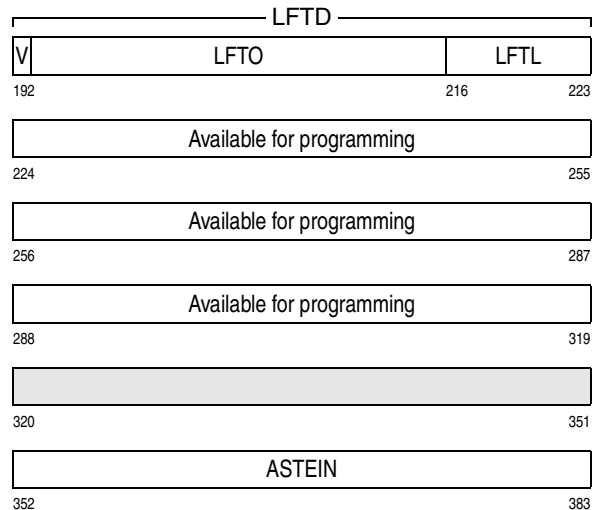 LFTD
V LFTO LFTL
192 216 223
Available for programming
224 255
Available for programming
256 287
Available for programming
288 319
320 351
ASTEIN
352 383